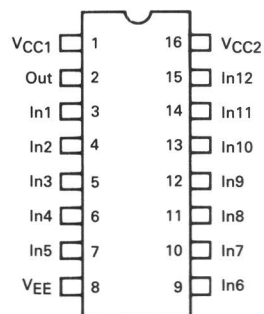 VCC1 1 16 VCC2
Out 2 15 In12
In1 3 14 In11
In2 4 13 In10
In3 5 12 In9
In4 6 11 In8
In5 7 10 In7
VEE 8 9 In6